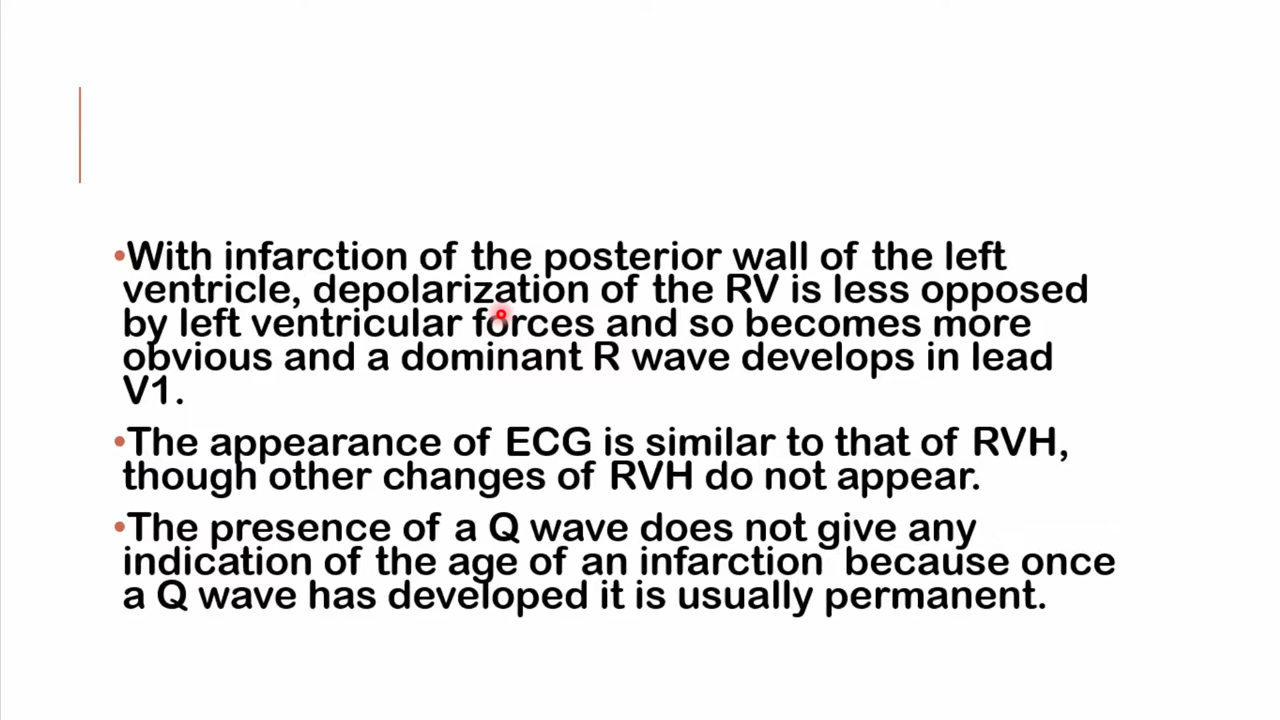 •With infarction of the posterior wall of the left
ventricle, depolarization of the RV is less opposed
by left ventricular forces and so becomes more
obvious and a dominant R wave develops in lead
V1.
•The appearance of ECG is similar to that of RVH,
though other changes of RVH do not appear.
•The presence of a Q wave does not give any
indication of the age of an infarction because once
a Q wave has developed it is usually permanent.